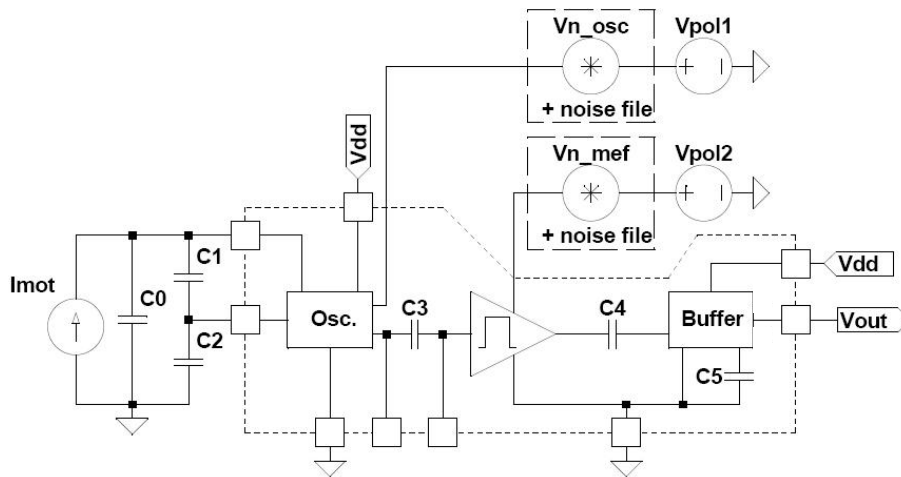 Vn_osc
Vpol1
+ noise file
Vdd
Vn_mef
Vpol2
+ noise file
C1
Vdd
Imot
C0
C2
Osc.
C3
C4
Buffer
Vout
C5